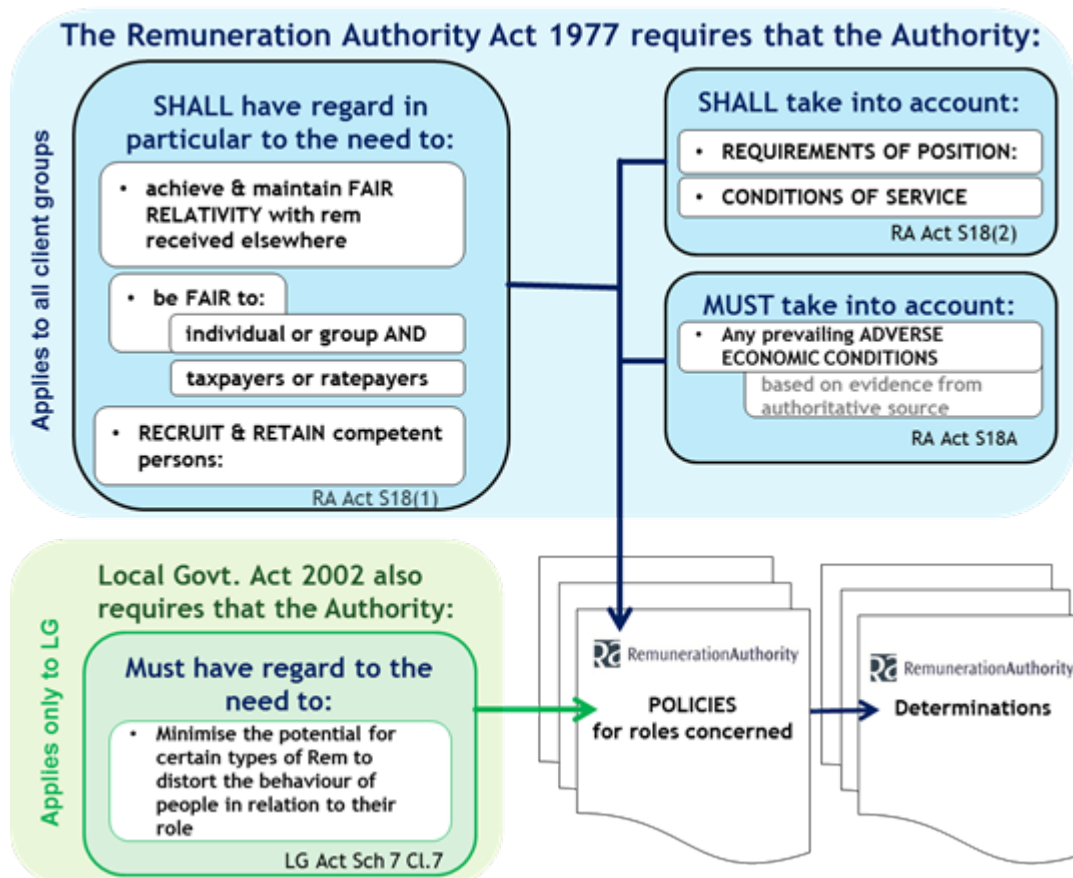 The Remuneration Authority Act 1977 requires that the Authority:
Applies to all client groups
SHALL have regard in
particular to the need to:
• achieve & maintain FAIR
RELATIVITY with rem
received elsewhere
• be FAIR to:
individual or group AND
taxpayers or ratepayers
• RECRUIT & RETAIN competent
persons:
RA Act S18(1)
SHALL take into account:
• REQUIREMENTS OF POSITION:
• CONDITIONS OF SERVICE
RA Act S18(2)
MUST take into account:
• Any prevailing ADVERSE
ECONOMIC CONDITIONS
based on evidence from
authoritative source
RA Act S18A
Applies only to LG
Local Govt. Act 2002 also
requires that the Authority:
Must have regard to the
need to:
• Minimise the potential for
certain types of Rem to
distort the behaviour of
people in relation to their
role
LG Act Sch 7 Cl.7
Ra RemunerationAuthority
POLICIES
for roles concerned
Ra RemunerationAuthority
Determinations